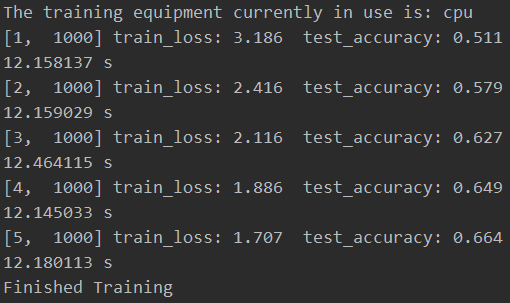 The training equipment currently in use is: cpu
[1,  1000] train_loss: 3.186  test_accuracy: 0.511
12.158137 s
[2,  1000] train_loss: 2.416  test_accuracy: 0.579
12.159029 s
[3,  1000] train_loss: 2.116  test_accuracy: 0.627
12.464115 s
[4,  1000] train_loss: 1.886  test_accuracy: 0.649
12.145033 s
[5,  1000] train_loss: 1.707  test_accuracy: 0.664
12.180113 s
Finished Training